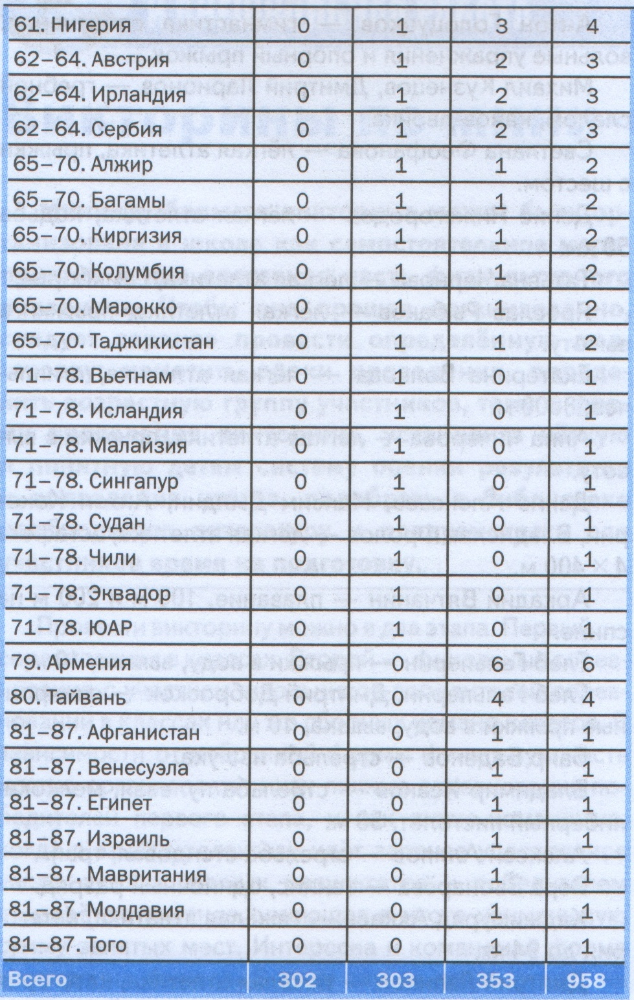 61. Нигерия 0 1 3 4
62–64. Австрия 0 1 2 3
62–64. Ирландия 0 1 2 3
62–64. Сербия 0 1 2 3
65–70. Алжир 0 1 1 2
65–70. Багамы 0 1 1 2
65–70. Киргизия 0 1 1 2
65–70. Колумбия 0 1 1 2
65–70. Марокко 0 1 1 2
65–70. Таджикистан 0 1 1 2
71–78. Вьетнам 0 1 0 1
71–78. Исландия 0 1 0 1
71–78. Малайзия 0 1 0 1
71–78. Сингапур 0 1 0 1
71–78. Судан 0 1 0 1
71–78. Чили 0 1 0 1
71–78. Эквадор 0 1 0 1
71–78. ЮАР 0 1 0 1
79. Армения 0 0 6 6
80. Тайвань 0 0 4 4
81–87. Афганистан 0 0 1 1
81–87. Венесуэла 0 0 1 1
81–87. Египет 0 0 1 1
81–87. Израиль 0 0 1 1
81–87. Мавритания 0 0 1 1
81–87. Молдавия 0 0 1 1
81–87. Того 0 0 1 1
Всего 302 303 353 958